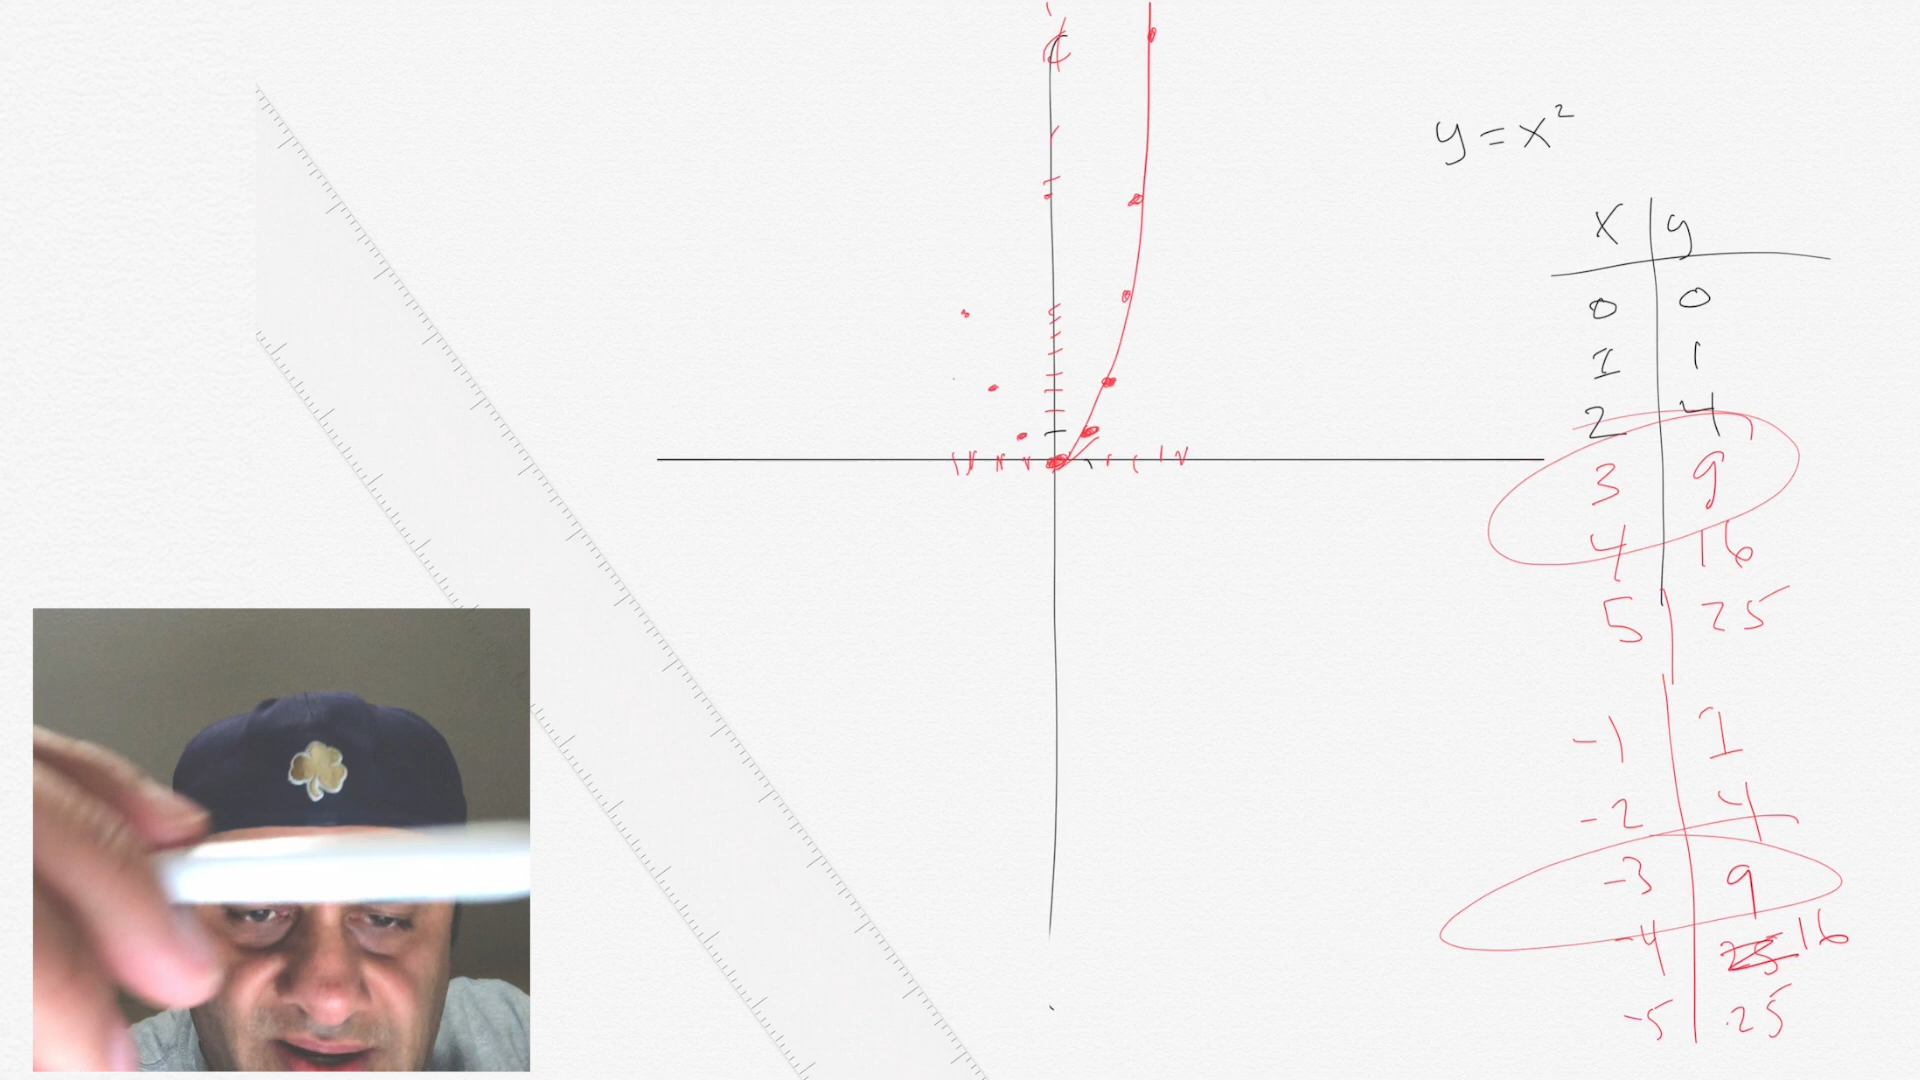 y = x²
x | y
0 | 0
1 | 1
2 | 4
3 | 9
4 | 16
5 | 25
-1 | 1
-2 | 4
-3 | 9
-4 | 25 16
-5 | 25